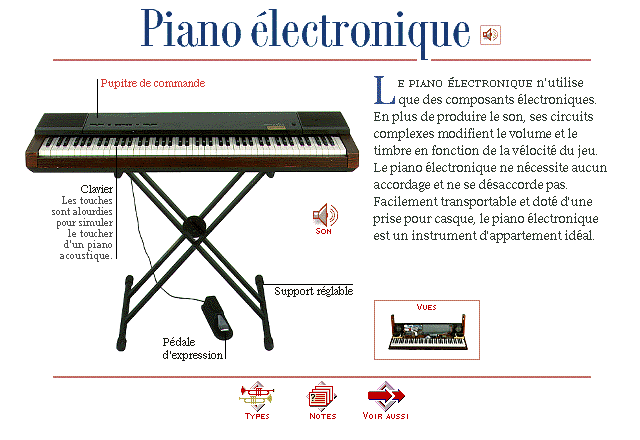 Piano électronique
Pupitre de commande
LE PIANO ÉLECTRONIQUE n'utilise
que des composants électroniques.
En plus de produire le son, ses circuits
complexes modifient le volume et le
timbre en fonction de la vélocité du jeu.
Le piano électronique ne nécessite aucun
accordage et ne se désaccorde pas.
Facilement transportable et doté d'une
prise pour casque, le piano électronique
est un instrument d'appartement idéal.
Clavier
Les touches
sont alourdies
pour simuler
le toucher
d'un piano
acoustique.
SON
Support réglable
Pédale
d'expression
VUES
TYPES
NOTES
VOIR AUSSI